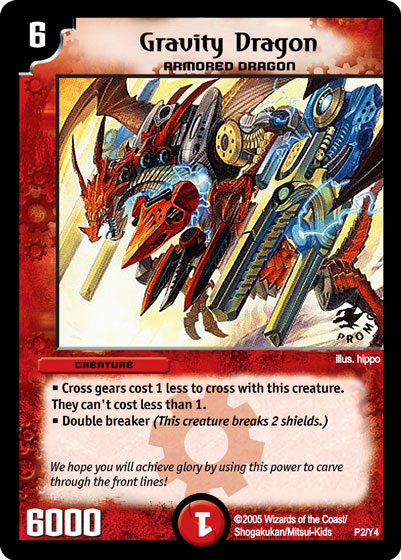 6
Gravity Dragon
ARMORED DRAGON
PROMO
illus. hippo
CREATURE
▪ Cross gears cost 1 less to cross with this creature.
They can't cost less than 1.
▪ Double breaker (This creature breaks 2 shields.)
We hope you will achieve glory by using this power to carve
through the front lines!
6000
1
©2005 Wizards of the Coast/
Shogakukan/Mitsui-Kids
P2/Y4